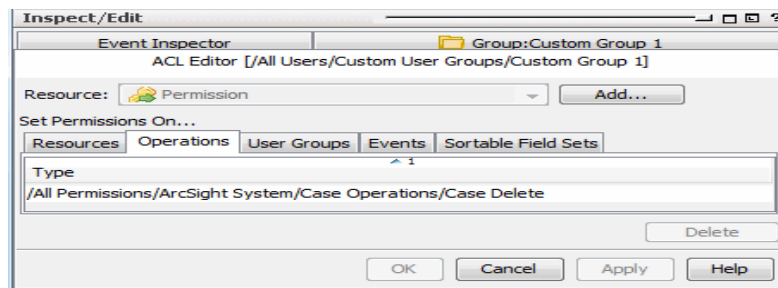 Inspect/Edit
Event Inspector Group:Custom Group 1
ACL Editor [/All Users/Custom User Groups/Custom Group 1]
Resource: Permission Add...
Set Permissions On...
Resources Operations User Groups Events Sortable Field Sets
1
Type
/All Permissions/ArcSight System/Case Operations/Case Delete
Delete
OK Cancel Apply Help